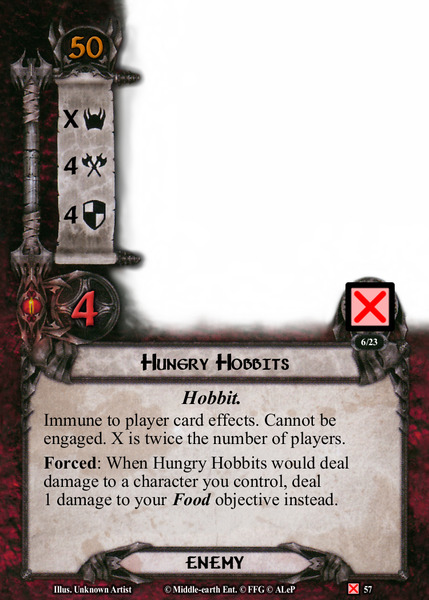 50
X
4
4
4
6/23
Hungry Hobbits
Hobbit.
Immune to player card effects. Cannot be
engaged. X is twice the number of players.
Forced: When Hungry Hobbits would deal
damage to a character you control, deal
1 damage to your Food objective instead.
ENEMY
Illus. Unknown Artist © Middle-earth Ent. © FFG © ALeP 57